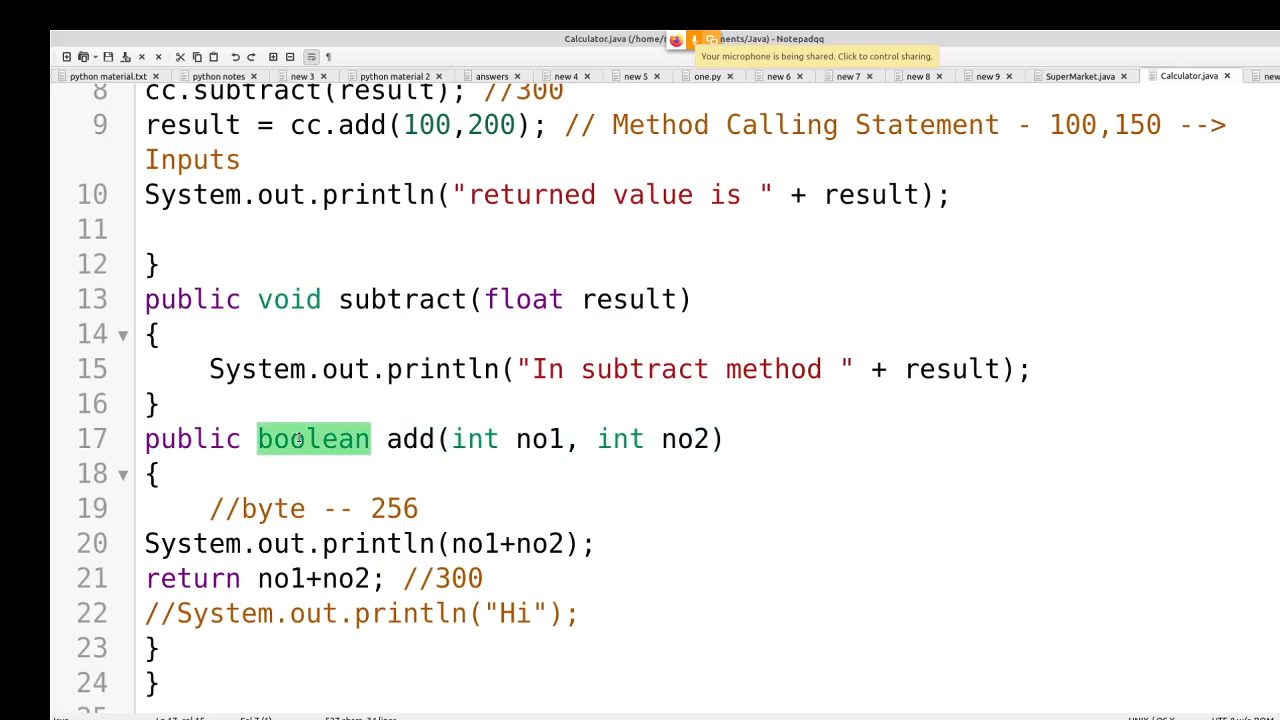 Calculator.java (/home/ ments/Java) - Notepadqq
Your microphone is being shared. Click to control sharing.
python material.txt python notes new 3 python material 2 answers new 4 new 5 one.py new 6 new 7 new 8 new 9 SuperMarket.java Calculator.java new
8 cc.subtract(result); //300
9 result = cc.add(100,200); // Method Calling Statement - 100,150 -->
Inputs
10 System.out.println("returned value is " + result);
11
12 }
13 public void subtract(float result)
14 {
15 System.out.println("In subtract method " + result);
16 }
17 public boolean add(int no1, int no2)
18 {
19 //byte -- 256
20 System.out.println(no1+no2);
21 return no1+no2; //300
22 //System.out.println("Hi");
23 }
24 }